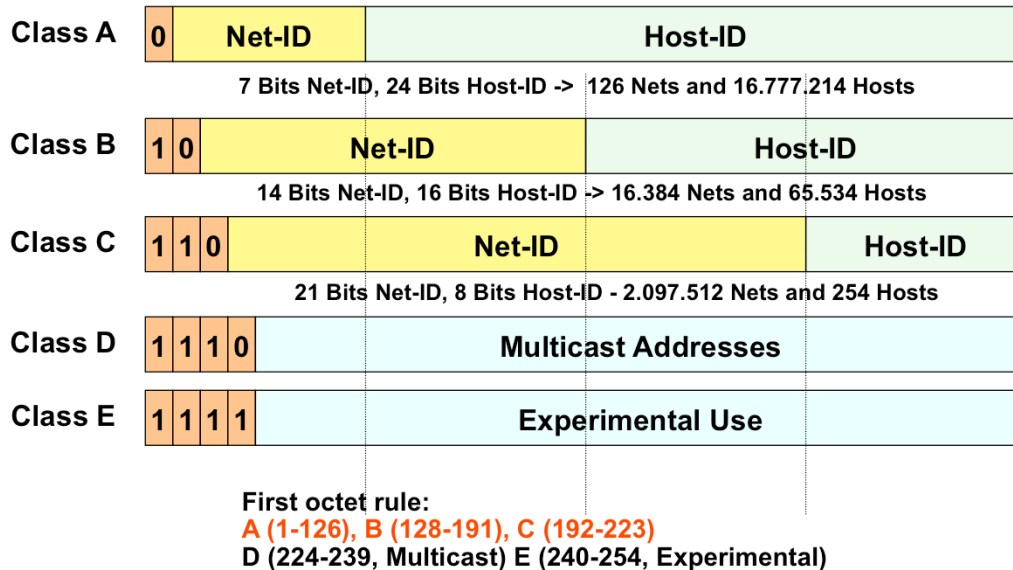 Class A 0 Net-ID Host-ID
7 Bits Net-ID, 24 Bits Host-ID -> 126 Nets and 16.777.214 Hosts
Class B 1 0 Net-ID Host-ID
14 Bits Net-ID, 16 Bits Host-ID -> 16.384 Nets and 65.534 Hosts
Class C 1 1 0 Net-ID Host-ID
21 Bits Net-ID, 8 Bits Host-ID - 2.097.512 Nets and 254 Hosts
Class D 1 1 1 0 Multicast Addresses
Class E 1 1 1 1 Experimental Use
First octet rule:
A (1-126), B (128-191), C (192-223)
D (224-239, Multicast) E (240-254, Experimental)